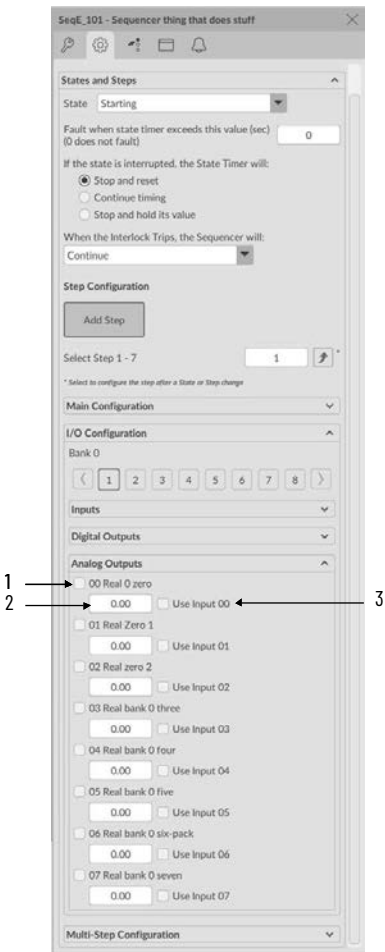 SeqE_101 - Sequencer thing that does stuff
States and Steps
State Starting
Fault when state timer exceeds this value (sec)
(0 does not fault) 0
If the state is interrupted, the State Timer will:
Stop and reset
Continue timing
Stop and hold its value
When the Interlock Trips, the Sequencer will:
Continue
Step Configuration
Add Step
Select Step 1 - 7 1 *
* Select to configure the step after a State or Step change
Main Configuration
I/O Configuration
Bank 0
1 2 3 4 5 6 7 8
Inputs
Digital Outputs
Analog Outputs
1 00 Real 0 zero
2 0.00 Use Input 00 3
01 Real Zero 1
0.00 Use Input 01
02 Real zero 2
0.00 Use Input 02
03 Real bank 0 three
0.00 Use Input 03
04 Real bank 0 four
0.00 Use Input 04
05 Real bank 0 five
0.00 Use Input 05
06 Real bank 0 six-pack
0.00 Use Input 06
07 Real bank 0 seven
0.00 Use Input 07
Multi-Step Configuration